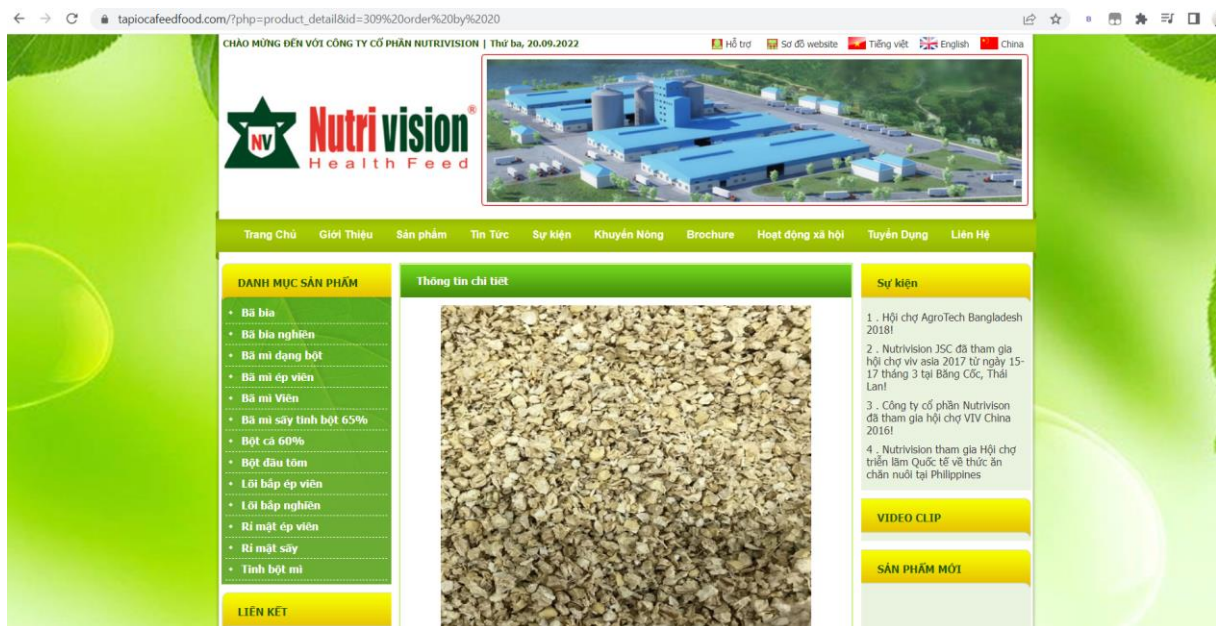 tapiocafeedfood.com/?php=product_detail&id=309%20order%20by%2020
CHÀO MỪNG ĐẾN VỚI CÔNG TY CỔ PHẦN NUTRIVISION | Thứ ba, 20.09.2022
Hỗ trợ
Sơ đồ website
Tiếng việt
English
China
NV
Nutri vision®
Health Feed
Trang Chủ
Giới Thiệu
Sản phẩm
Tin Tức
Sự kiện
Khuyến Nông
Brochure
Hoạt động xã hội
Tuyển Dụng
Liên Hệ
DANH MỤC SẢN PHẨM
Bã bia
Bã bia nghiền
Bã mì dạng bột
Bã mì ép viên
Bã mì Viên
Bã mì sấy tinh bột 65%
Bột cá 60%
Bột đầu tôm
Lõi bắp ép viên
Lõi bắp nghiền
Rỉ mật ép viên
Rỉ mật sấy
Tinh bột mì
LIÊN KẾT
Thông tin chi tiết
Sự kiện
1 . Hội chợ AgroTech Bangladesh
2018!
2 . Nutrivision JSC đã tham gia
hội chợ viv asia 2017 từ ngày 15-
17 tháng 3 tại Băng Cốc, Thái
Lan!
3 . Công ty cổ phần Nutrivison
đã tham gia hội chợ VIV China
2016!
4 . Nutrivision tham gia Hội chợ
triển lãm Quốc tế về thức ăn
chăn nuôi tại Philippines
VIDEO CLIP
SẢN PHẨM MỚI